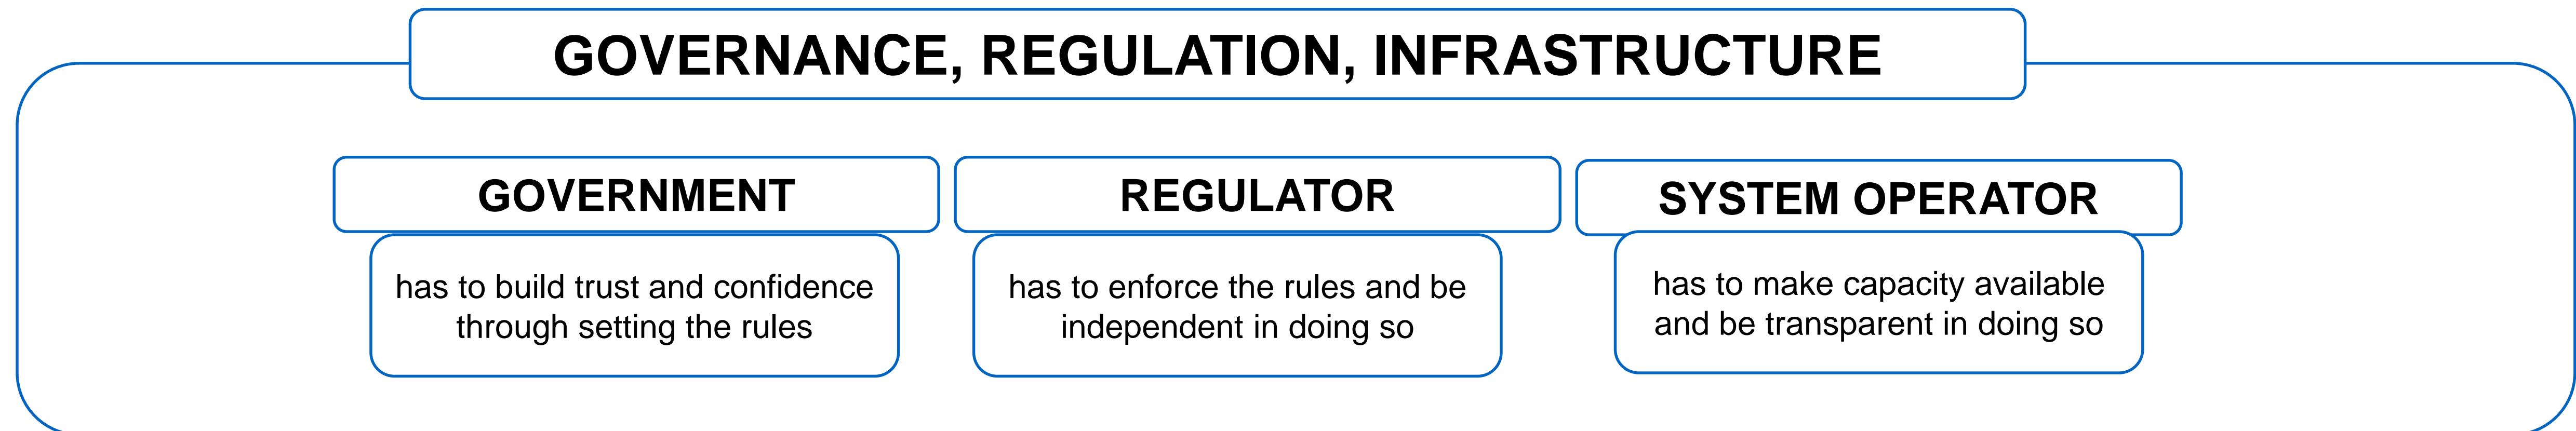 GOVERNANCE, REGULATION, INFRASTRUCTURE
GOVERNMENT
has to build trust and confidence
through setting the rules
REGULATOR
has to enforce the rules and be
independent in doing so
SYSTEM OPERATOR
has to make capacity available
and be transparent in doing so